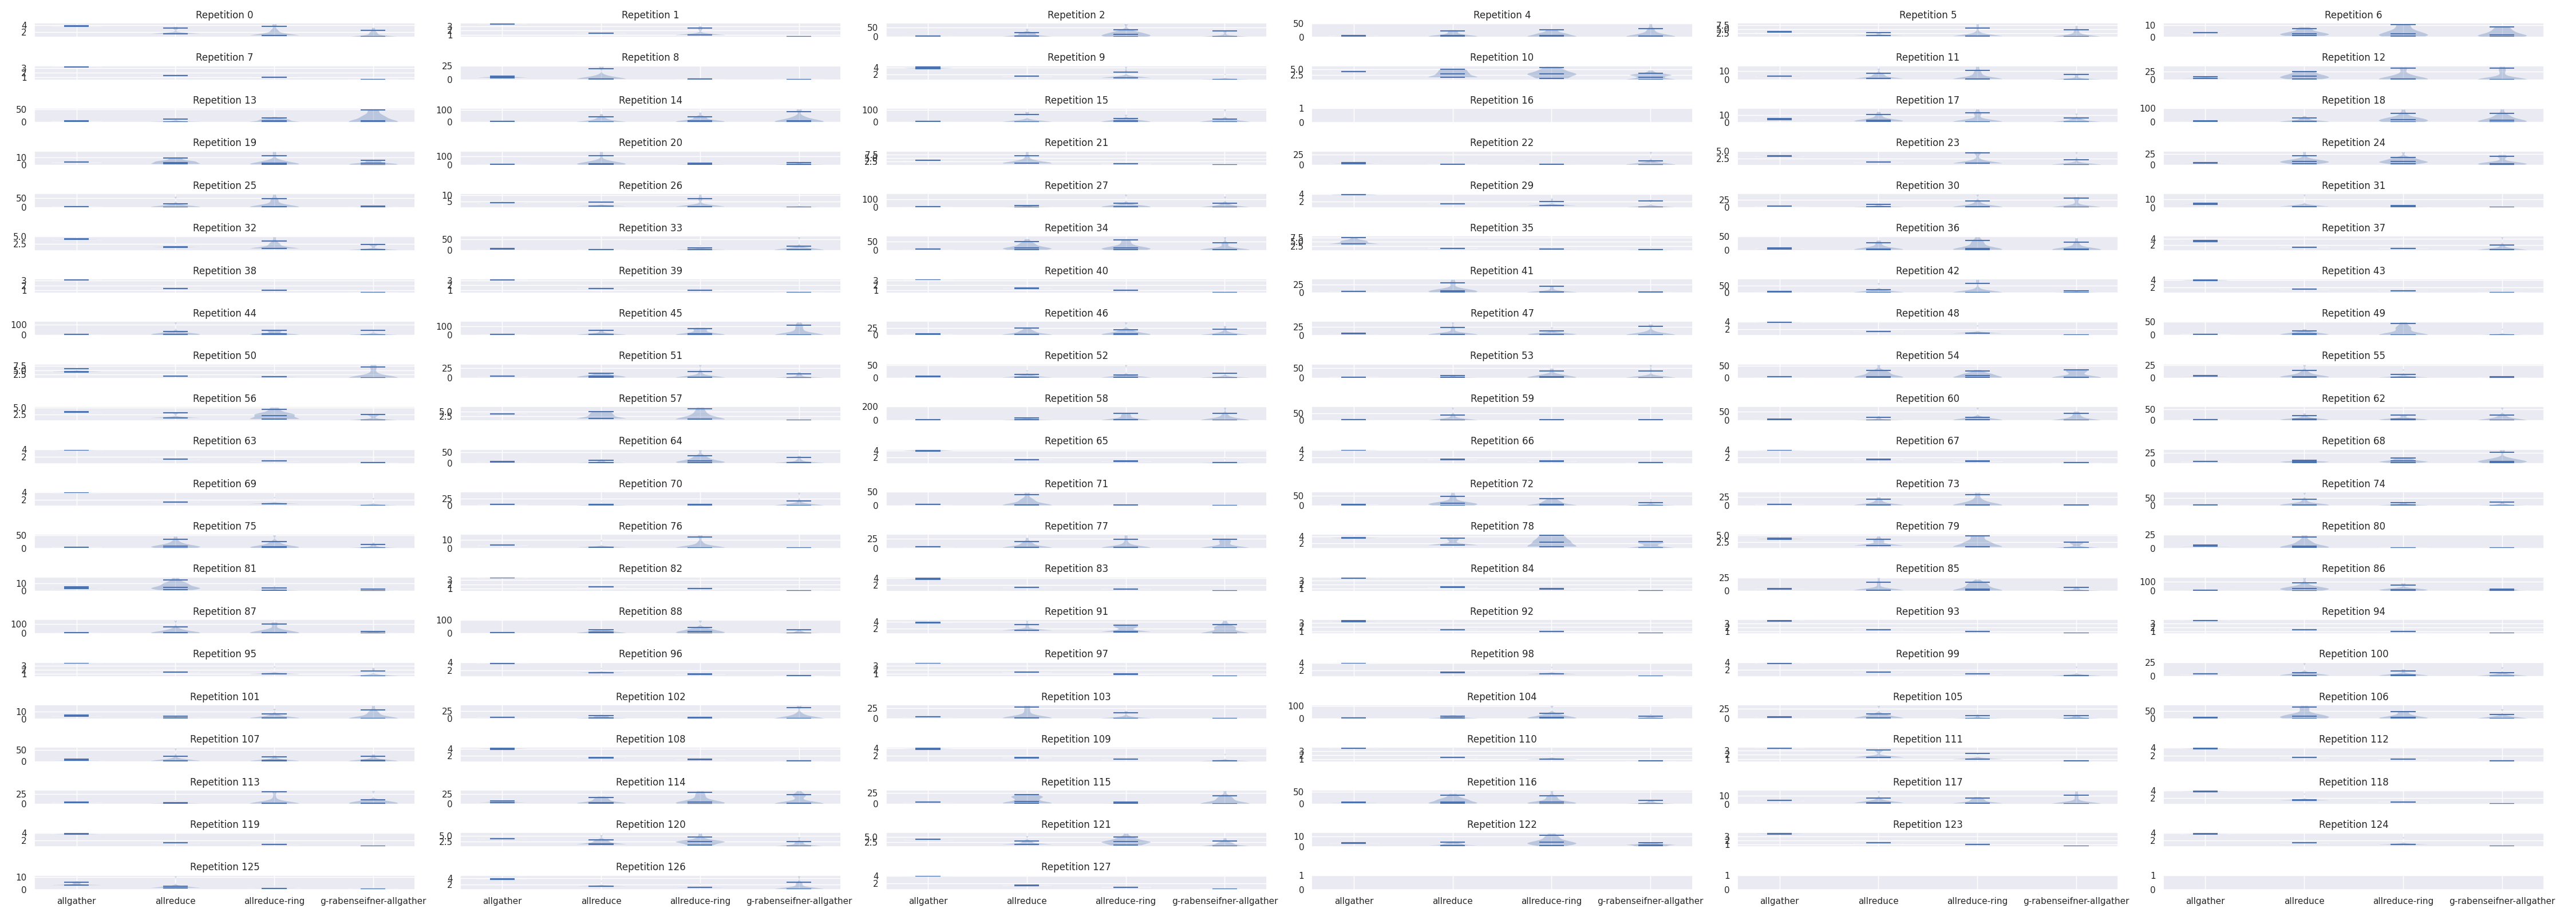 Repetition 0 Repetition 1 Repetition 2 Repetition 4 Repetition 5 Repetition 6
4 2 3 2 1 50 0 50 0 7.5 5.0 2.5 10 0
Repetition 7 Repetition 8 Repetition 9 Repetition 10 Repetition 11 Repetition 12
3 2 1 25 0 4 2 5.0 2.5 10 0 25 0
Repetition 13 Repetition 14 Repetition 15 Repetition 16 Repetition 17 Repetition 18
50 0 100 0 100 0 1 0 10 0 100 0
Repetition 19 Repetition 20 Repetition 21 Repetition 22 Repetition 23 Repetition 24
10 0 100 0 7.5 5.0 2.5 25 0 5.0 2.5 25 0
Repetition 25 Repetition 26 Repetition 27 Repetition 29 Repetition 30 Repetition 31
50 0 10 5 100 0 4 2 25 0 10 0
Repetition 32 Repetition 33 Repetition 34 Repetition 35 Repetition 36 Repetition 37
5.0 2.5 50 0 50 0 7.5 5.0 2.5 50 0 4 2
Repetition 38 Repetition 39 Repetition 40 Repetition 41 Repetition 42 Repetition 43
3 2 1 3 2 1 3 2 1 25 0 50 0 4 2
Repetition 44 Repetition 45 Repetition 46 Repetition 47 Repetition 48 Repetition 49
100 0 100 0 25 0 25 0 4 2 50 0
Repetition 50 Repetition 51 Repetition 52 Repetition 53 Repetition 54 Repetition 55
7.5 5.0 2.5 25 0 50 0 50 0 50 0 25 0
Repetition 56 Repetition 57 Repetition 58 Repetition 59 Repetition 60 Repetition 62
5.0 2.5 5.0 2.5 200 0 50 0 50 0 50 0
Repetition 63 Repetition 64 Repetition 65 Repetition 66 Repetition 67 Repetition 68
4 2 50 0 4 2 4 2 4 2 25 0
Repetition 69 Repetition 70 Repetition 71 Repetition 72 Repetition 73 Repetition 74
4 2 25 0 50 0 50 0 25 0 50 0
Repetition 75 Repetition 76 Repetition 77 Repetition 78 Repetition 79 Repetition 80
50 0 10 0 25 0 4 2 5.0 2.5 25 0
Repetition 81 Repetition 82 Repetition 83 Repetition 84 Repetition 85 Repetition 86
10 0 3 2 1 4 2 3 2 1 25 0 100 0
Repetition 87 Repetition 88 Repetition 91 Repetition 92 Repetition 93 Repetition 94
100 0 100 0 4 2 3 2 1 3 2 1 3 2 1
Repetition 95 Repetition 96 Repetition 97 Repetition 98 Repetition 99 Repetition 100
3 2 1 4 2 3 2 1 4 2 4 2 25 0
Repetition 101 Repetition 102 Repetition 103 Repetition 104 Repetition 105 Repetition 106
10 0 25 0 25 0 100 0 25 0 50 0
Repetition 107 Repetition 108 Repetition 109 Repetition 110 Repetition 111 Repetition 112
50 0 4 2 4 2 3 2 1 3 2 1 4 2
Repetition 113 Repetition 114 Repetition 115 Repetition 116 Repetition 117 Repetition 118
25 0 25 0 25 0 50 0 10 0 4 2
Repetition 119 Repetition 120 Repetition 121 Repetition 122 Repetition 123 Repetition 124
4 2 5.0 2.5 5.0 2.5 10 0 3 2 1 4 2
Repetition 125 Repetition 126 Repetition 127
10 0 4 2 4 2 1 0 1 0 1 0
allgather allreduce allreduce-ring g-rabenseifner-allgather allgather allreduce allreduce-ring g-rabenseifner-allgather allgather allreduce allreduce-ring g-rabenseifner-allgather allgather allreduce allreduce-ring g-rabenseifner-allgather allgather allreduce allreduce-ring g-rabenseifner-allgather allgather allreduce allreduce-ring g-rabenseifner-allgather